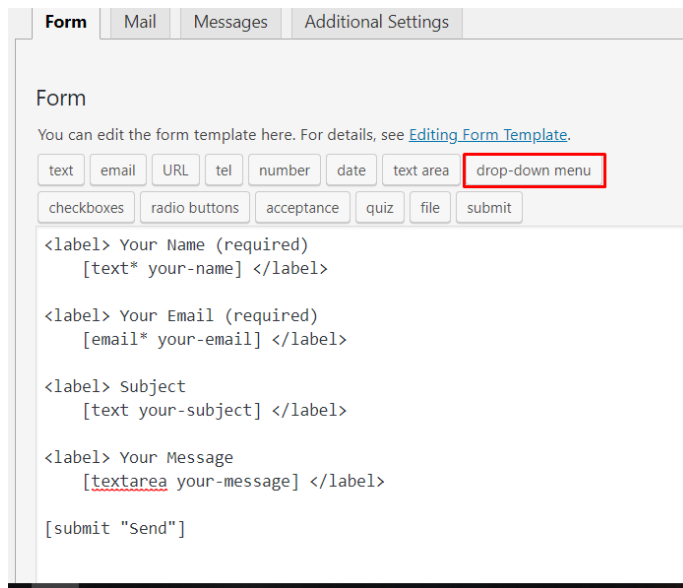 Form Mail Messages Additional Settings
Form
You can edit the form template here. For details, see Editing Form Template.
text email URL tel number date text area drop-down menu
checkboxes radio buttons acceptance quiz file submit
<label> Your Name (required)
[text* your-name] </label>
<label> Your Email (required)
[email* your-email] </label>
<label> Subject
[text your-subject] </label>
<label> Your Message
[textarea your-message] </label>
[submit "Send"]